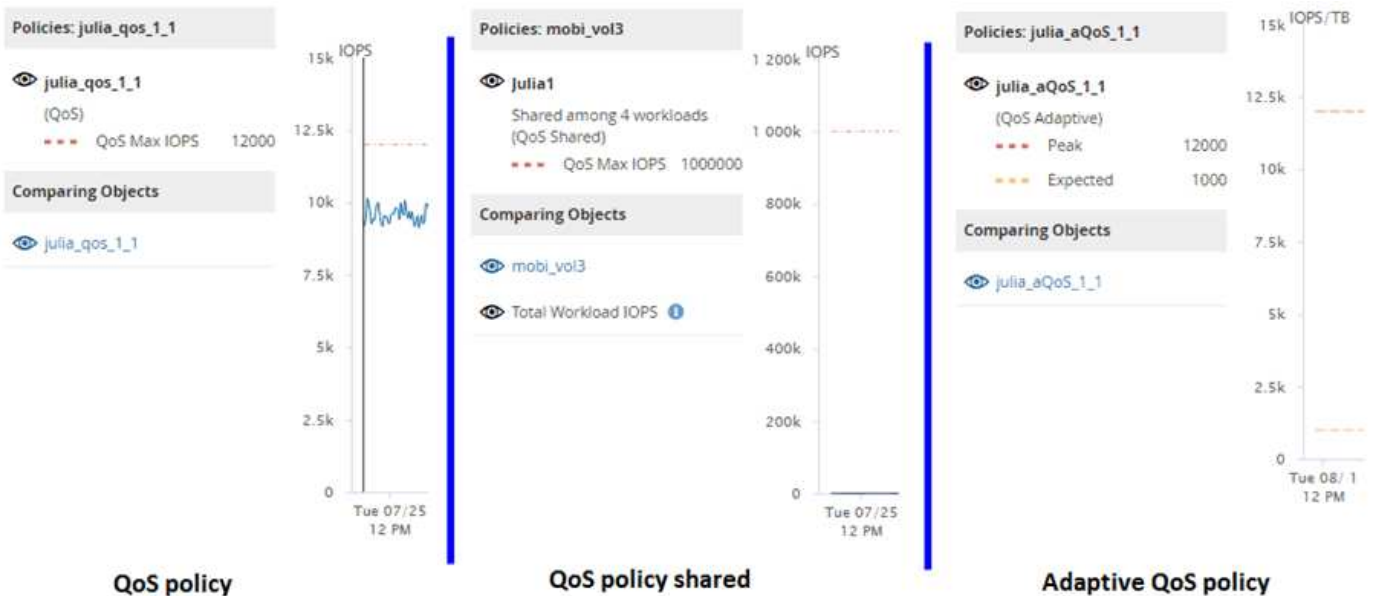 Policies: julia_qos_1_1
julia_qos_1_1
(QoS)
QoS Max IOPS 12000
Comparing Objects
julia_qos_1_1
IOPS
15k
12.5k
10k
7.5k
5k
2.5k
0
Tue 07/25
12 PM
QoS policy
Policies: mobi_vol3
Julia1
Shared among 4 workloads
(QoS Shared)
QoS Max IOPS 1000000
Comparing Objects
mobi_vol3
Total Workload IOPS i
IOPS
1 200k
1 000k
800k
600k
400k
200k
0
Tue 07/25
12 PM
QoS policy shared
Policies: julia_aQoS_1_1
julia_aQoS_1_1
(QoS Adaptive)
Peak 12000
Expected 1000
Comparing Objects
julia_aQoS_1_1
IOPS/TB
15k
12.5k
10k
7.5k
5k
2.5k
0
Tue 08/ 1
12 PM
Adaptive QoS policy